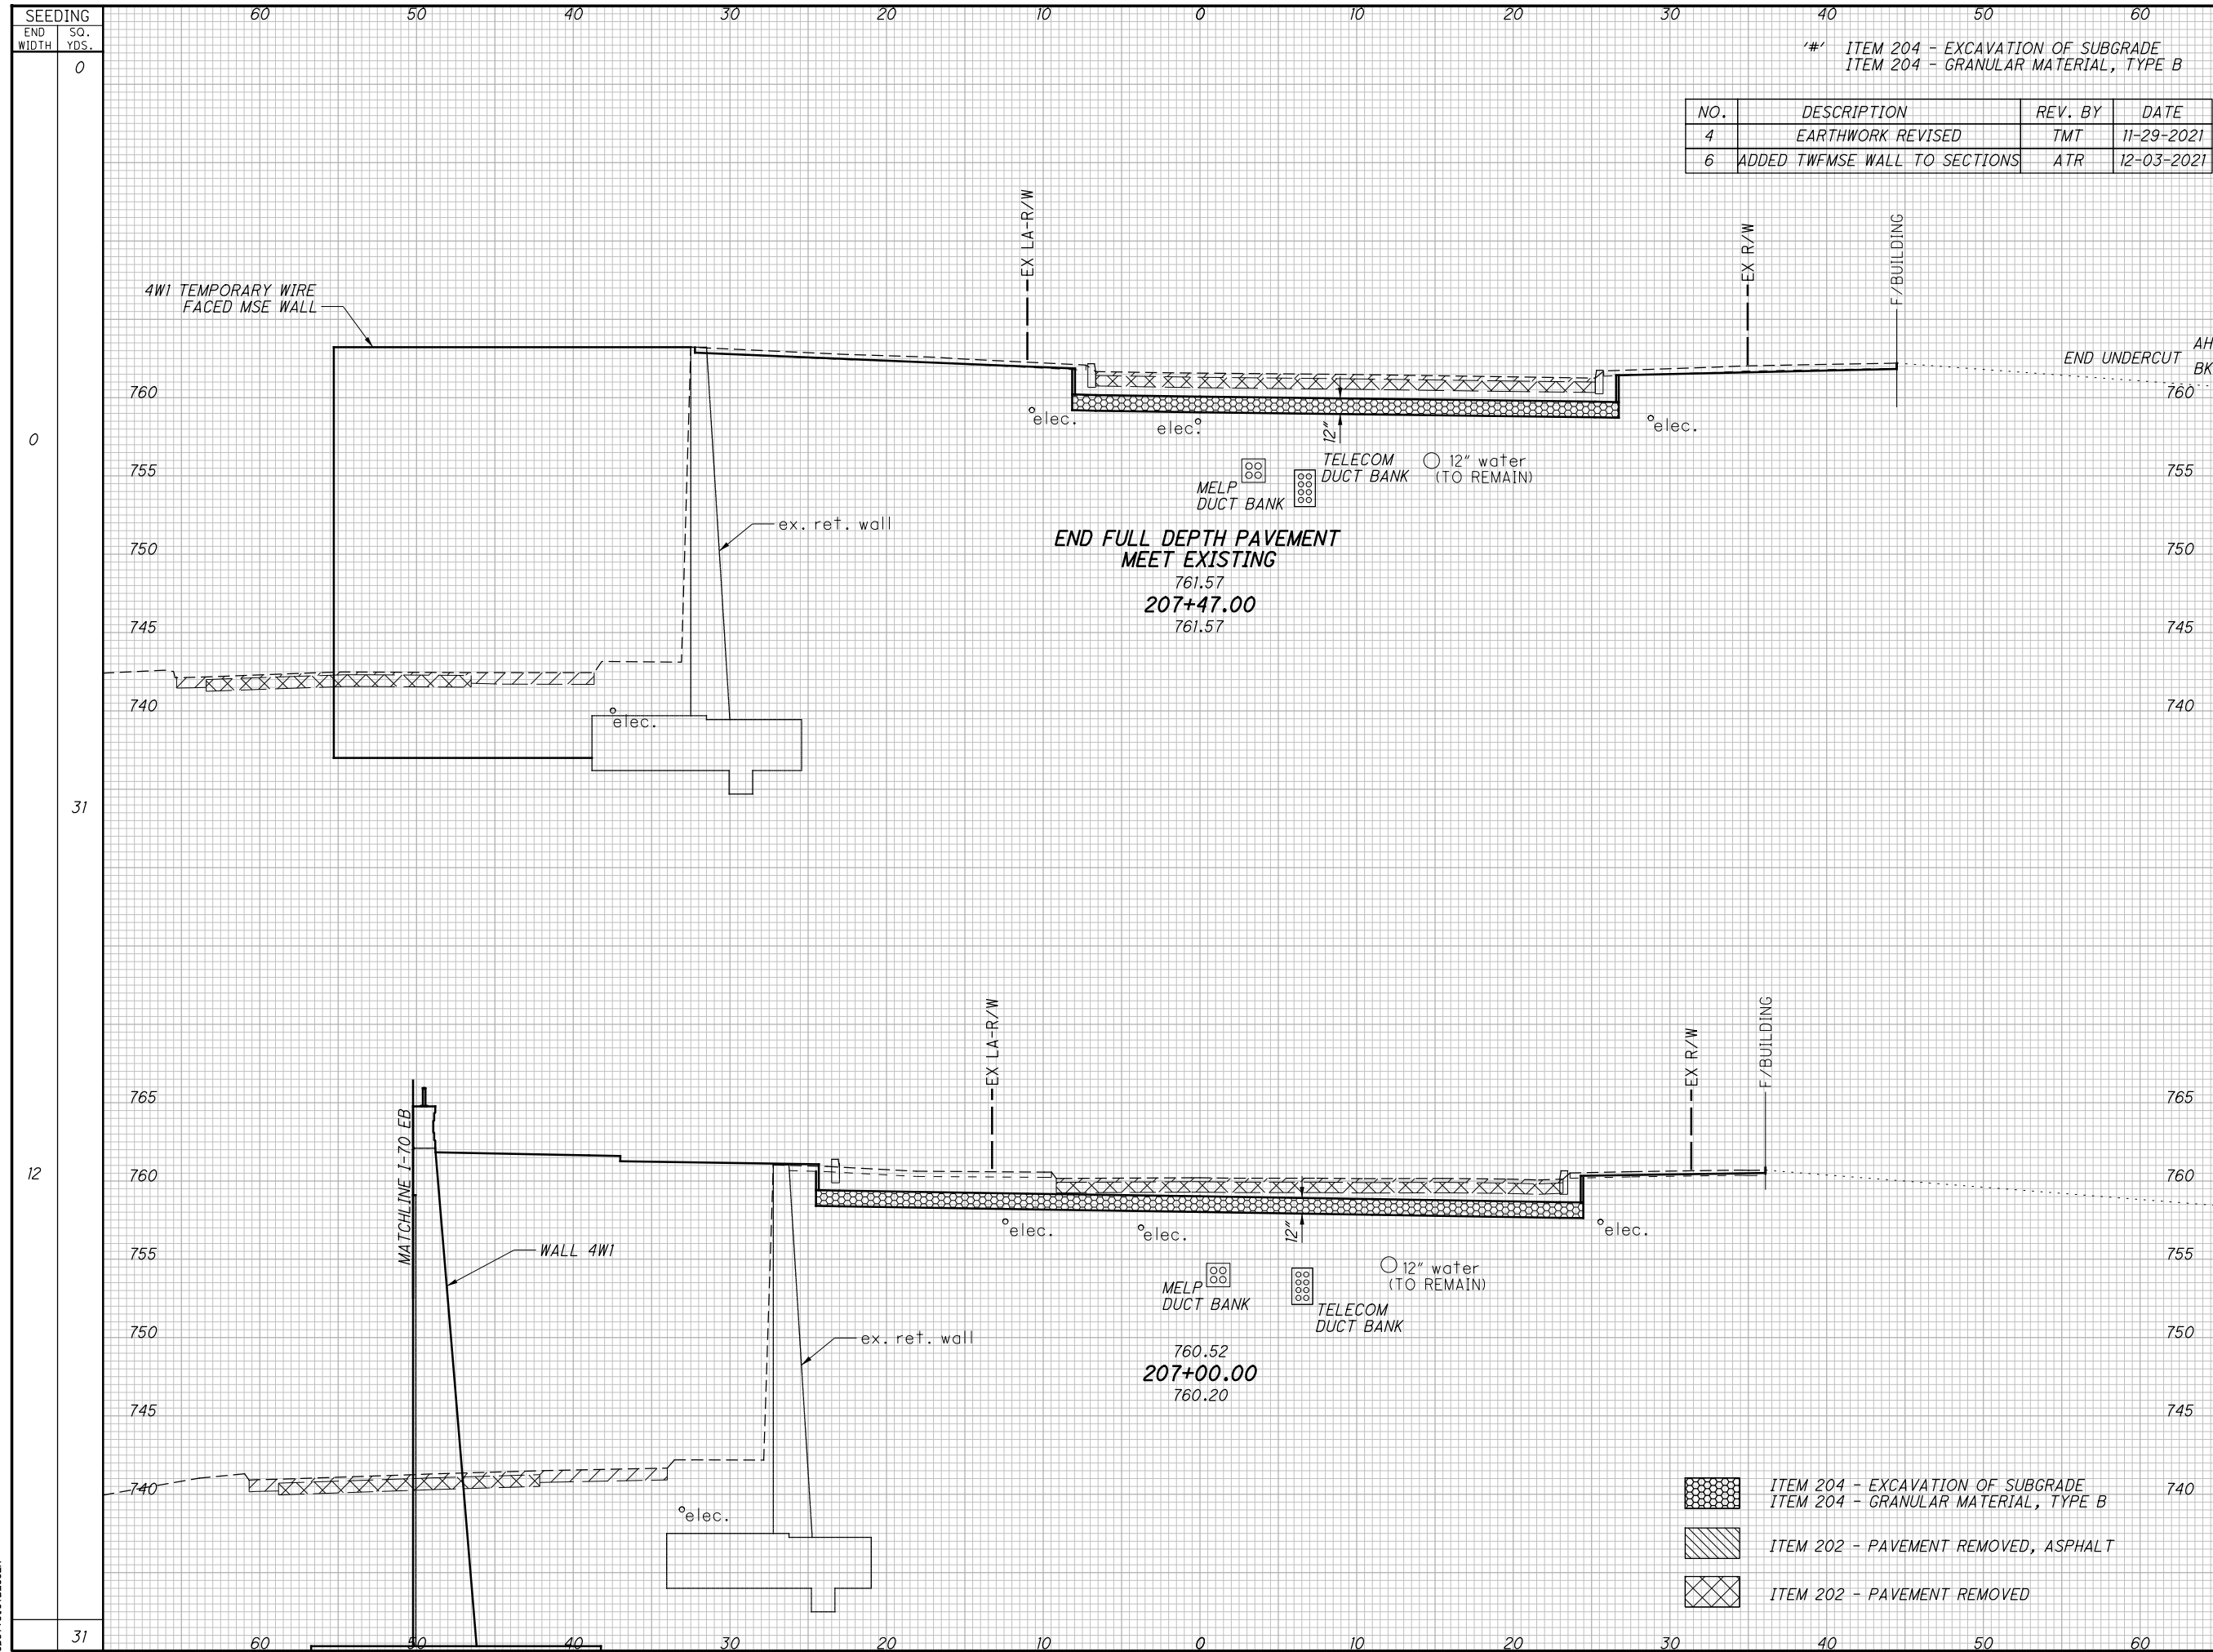 SEEDING
END WIDTH
SQ. YDS.
0
60 50 40 30 20 10 0 10 20 30 40 50 60
'#' ITEM 204 - EXCAVATION OF SUBGRADE
ITEM 204 - GRANULAR MATERIAL, TYPE B
NO. DESCRIPTION REV. BY DATE
4 EARTHWORK REVISED TMT 11-29-2021
6 ADDED TWFMSE WALL TO SECTIONS ATR 12-03-2021
EX LA-R/W
EX R/W
F/BUILDING
4W1 TEMPORARY WIRE
FACED MSE WALL
AH
END UNDERCUT
BK
760 760
elec.
elec.
elec.
12"
0
755 755
TELECOM
DUCT BANK
12" water
(TO REMAIN)
MELP
DUCT BANK
ex. ret. wall
750 750
END FULL DEPTH PAVEMENT
MEET EXISTING
761.57
207+47.00
761.57
745 745
740 740
elec.
31
EX LA-R/W
EX R/W
F/BUILDING
765 765
MATCHLINE I-70 EB
12
760 760
elec.
elec.
elec.
12"
WALL 4W1
755 755
12" water
(TO REMAIN)
MELP
DUCT BANK
TELECOM
DUCT BANK
750 750
ex. ret. wall
760.52
207+00.00
760.20
745 745
740 740
elec.
ITEM 204 - EXCAVATION OF SUBGRADE
ITEM 204 - GRANULAR MATERIAL, TYPE B
ITEM 202 - PAVEMENT REMOVED, ASPHALT
ITEM 202 - PAVEMENT REMOVED
31
60 50 40 30 20 10 0 10 20 30 40 50 60